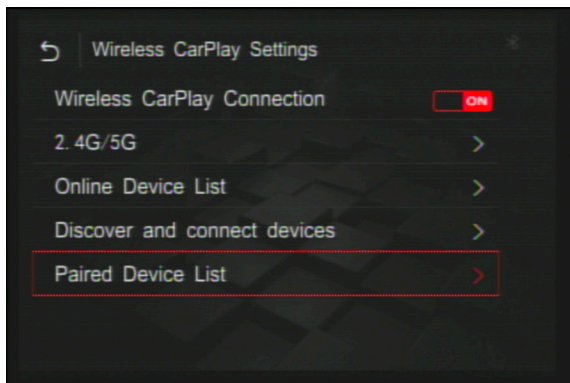 Wireless CarPlay Settings
Wireless CarPlay Connection ON
2.4G/5G
Online Device List
Discover and connect devices
Paired Device List